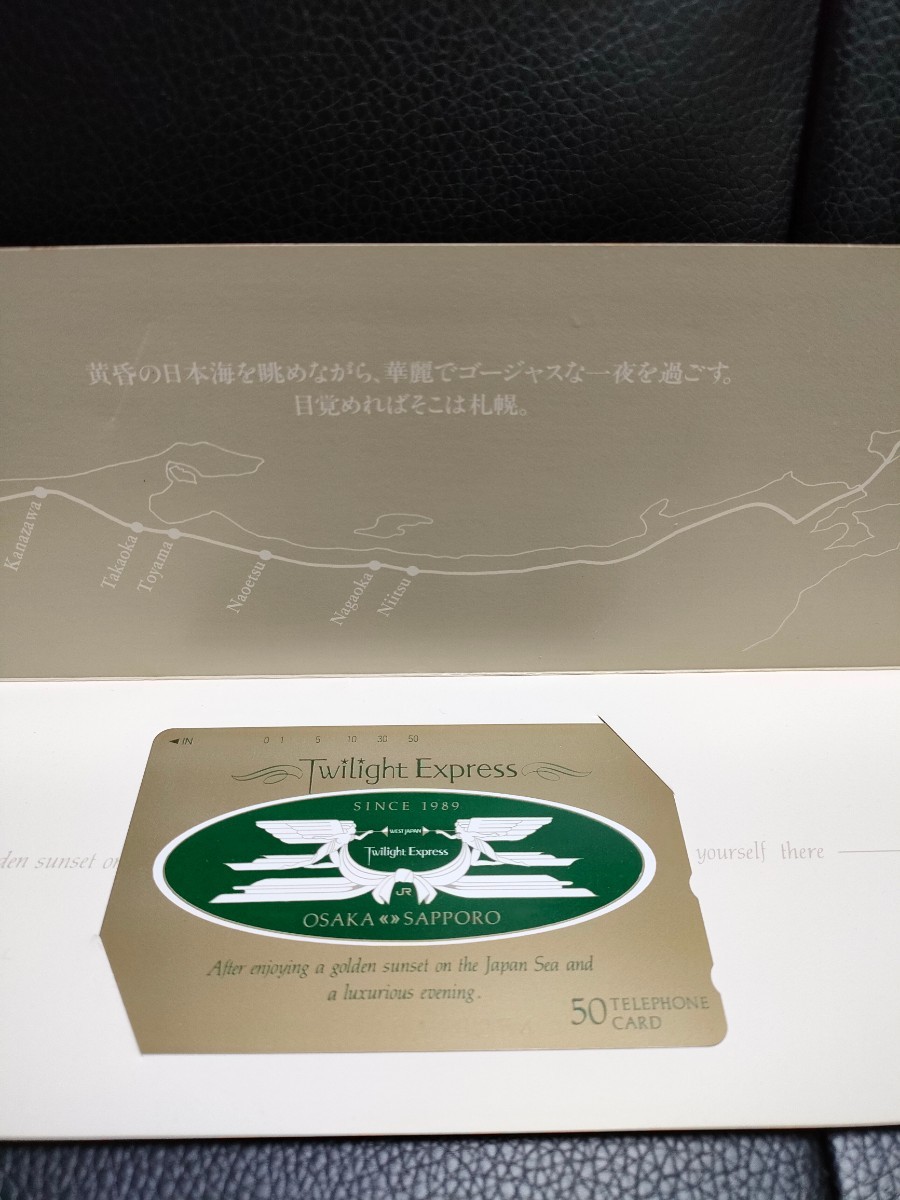 黄昏の日本海を眺めながら、華麗でゴージャスな一夜を過ごす。
目覚めればそこは札幌。
Kanazawa
Takaoka
Toyama
Naoetsu
Nagaoka
Niitsu
◀IN 0 1 5 10 30 50
Twilight Express
SINCE 1989
WEST JAPAN
Twilight Express
JR
OSAKA «» SAPPORO
After enjoying a golden sunset on the Japan Sea and
a luxurious evening.
50 TELEPHONE
CARD
sunset
yourself there